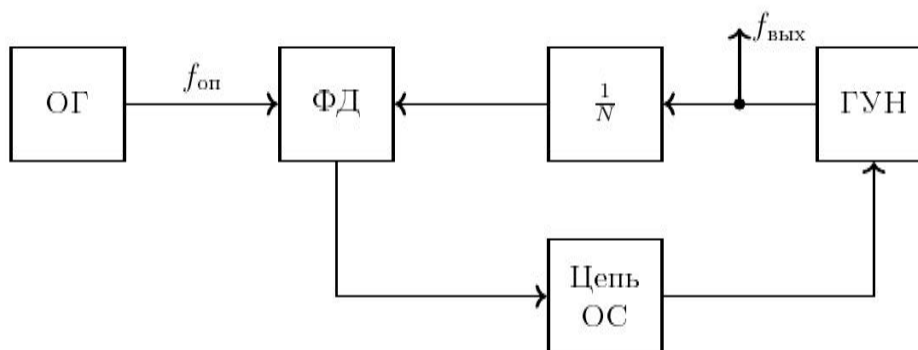 f_вых
ОГ
f_оп
ФД
1/N
ГУН
Цепь
ОС